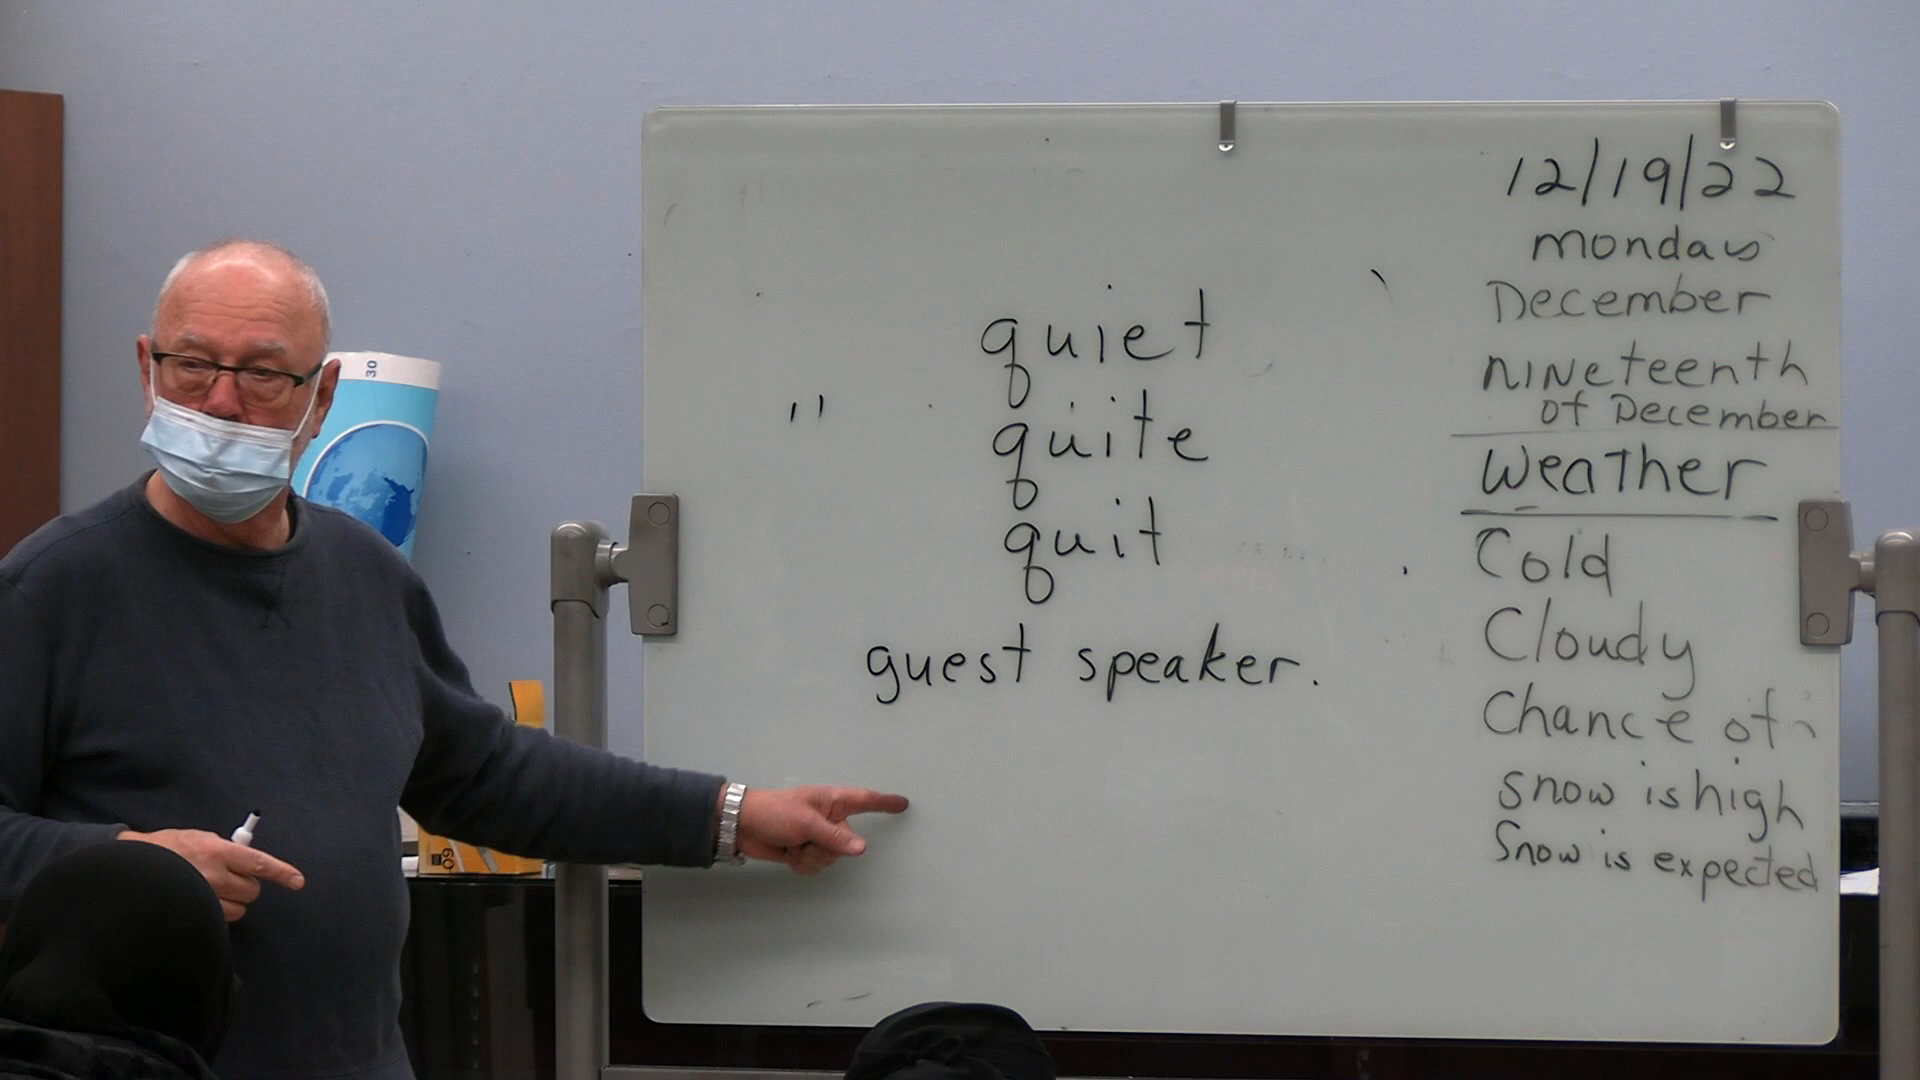 quiet
quite
quit
guest speaker.
12/19/22
Monday
December
Nineteenth
of December
Weather
Cold
Cloudy
Chance of
snow is high
Snow is expected
30
60